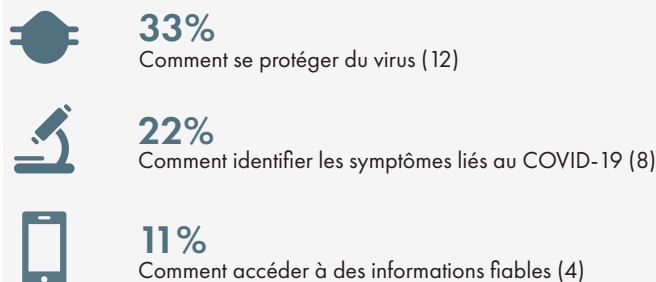 33%
Comment se protéger du virus (12)
22%
Comment identifier les symptômes liés au COVID-19 (8)
11%
Comment accéder à des informations fiables (4)